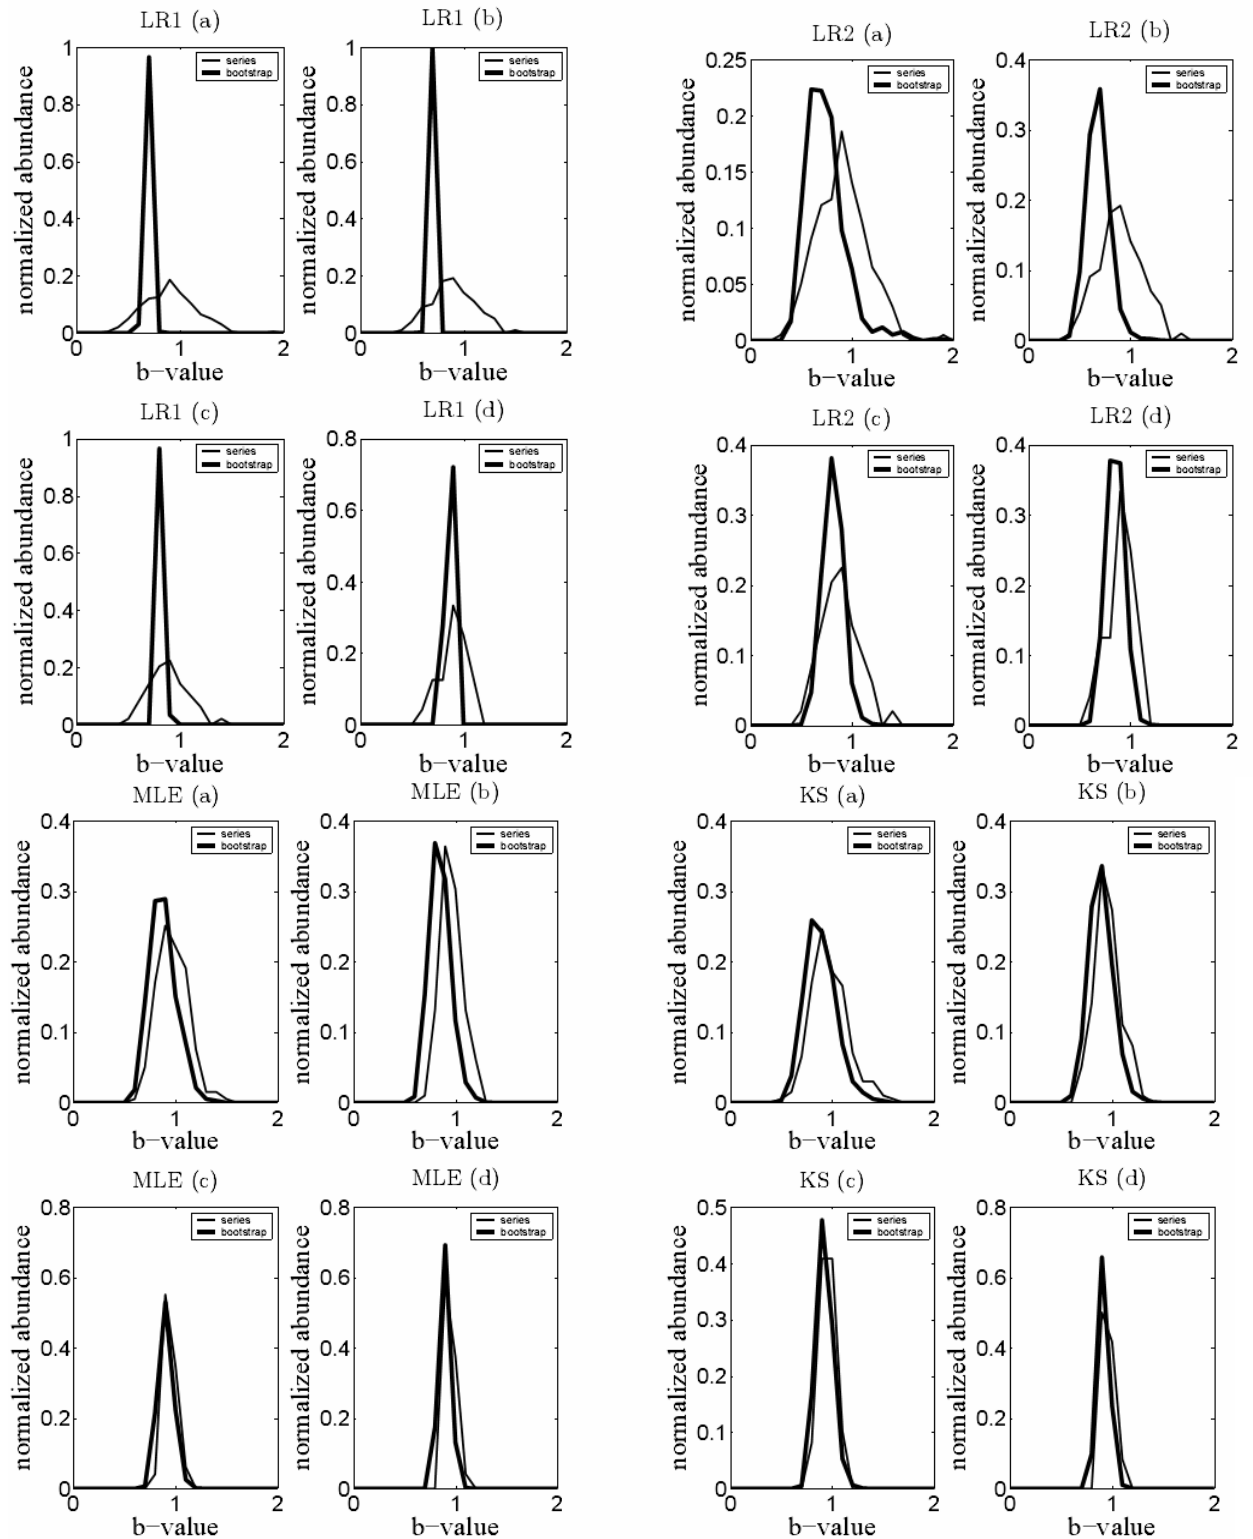 LR1 (a)
normalized abundance
1
0.8
0.6
0.4
0.2
0
0 1 2
b−value
series
bootstrap
LR1 (b)
normalized abundance
1
0.8
0.6
0.4
0.2
0
0 1 2
b−value
series
bootstrap
LR2 (a)
normalized abundance
0.25
0.2
0.15
0.1
0.05
0
0 1 2
b−value
series
bootstrap
LR2 (b)
normalized abundance
0.4
0.3
0.2
0.1
0
0 1 2
b−value
series
bootstrap
LR1 (c)
normalized abundance
1
0.8
0.6
0.4
0.2
0
0 1 2
b−value
series
bootstrap
LR1 (d)
normalized abundance
0.8
0.6
0.4
0.2
0
0 1 2
b−value
series
bootstrap
LR2 (c)
normalized abundance
0.4
0.3
0.2
0.1
0
0 1 2
b−value
series
bootstrap
LR2 (d)
normalized abundance
0.4
0.3
0.2
0.1
0
0 1 2
b−value
series
bootstrap
MLE (a)
normalized abundance
0.4
0.3
0.2
0.1
0
0 1 2
b−value
series
bootstrap
MLE (b)
normalized abundance
0.4
0.3
0.2
0.1
0
0 1 2
b−value
series
bootstrap
KS (a)
normalized abundance
0.4
0.3
0.2
0.1
0
0 1 2
b−value
series
bootstrap
KS (b)
normalized abundance
0.4
0.3
0.2
0.1
0
0 1 2
b−value
series
bootstrap
MLE (c)
normalized abundance
0.8
0.6
0.4
0.2
0
0 1 2
b−value
series
bootstrap
MLE (d)
normalized abundance
0.8
0.6
0.4
0.2
0
0 1 2
b−value
series
bootstrap
KS (c)
normalized abundance
0.5
0.4
0.3
0.2
0.1
0
0 1 2
b−value
series
bootstrap
KS (d)
normalized abundance
0.8
0.6
0.4
0.2
0
0 1 2
b−value
series
bootstrap